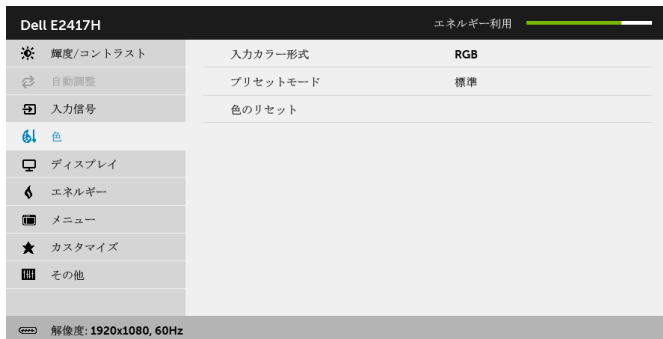 Dell E2417H エネルギー利用
輝度/コントラスト 入力カラー形式 RGB
自動調整 プリセットモード 標準
入力信号 色のリセット
色
ディスプレイ
エネルギー
メニュー
カスタマイズ
その他
解像度: 1920x1080, 60Hz